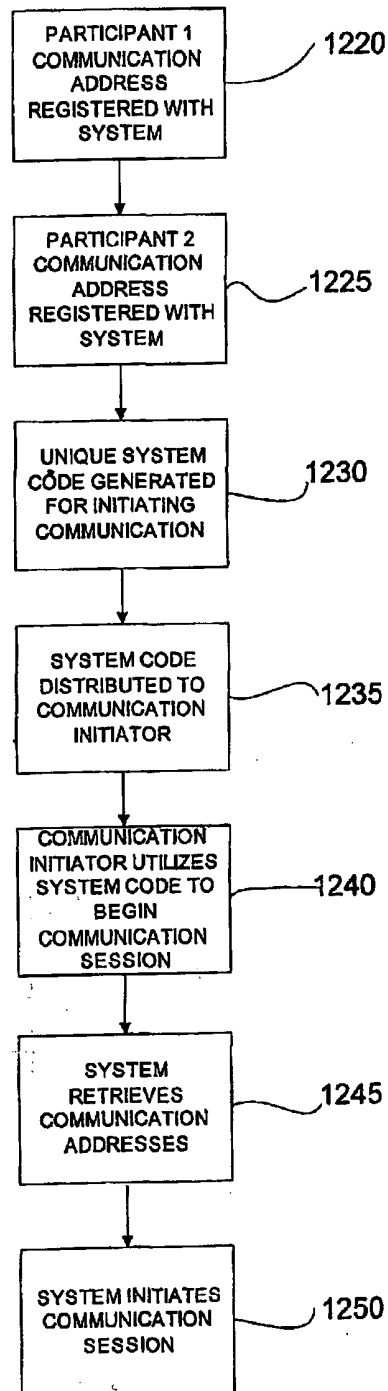 PARTICIPANT 1
COMMUNICATION
ADDRESS
REGISTERED WITH
SYSTEM
1220
PARTICIPANT 2
COMMUNICATION
ADDRESS
REGISTERED WITH
SYSTEM
1225
UNIQUE SYSTEM
CODE GENERATED
FOR INITIATING
COMMUNICATION
1230
SYSTEM CODE
DISTRIBUTED TO
COMMUNICATION
INITIATOR
1235
COMMUNICATION
INITIATOR UTILIZES
SYSTEM CODE TO
BEGIN
COMMUNICATION
SESSION
1240
SYSTEM
RETRIEVES
COMMUNICATION
ADDRESSES
1245
SYSTEM INITIATES
COMMUNICATION
SESSION
1250